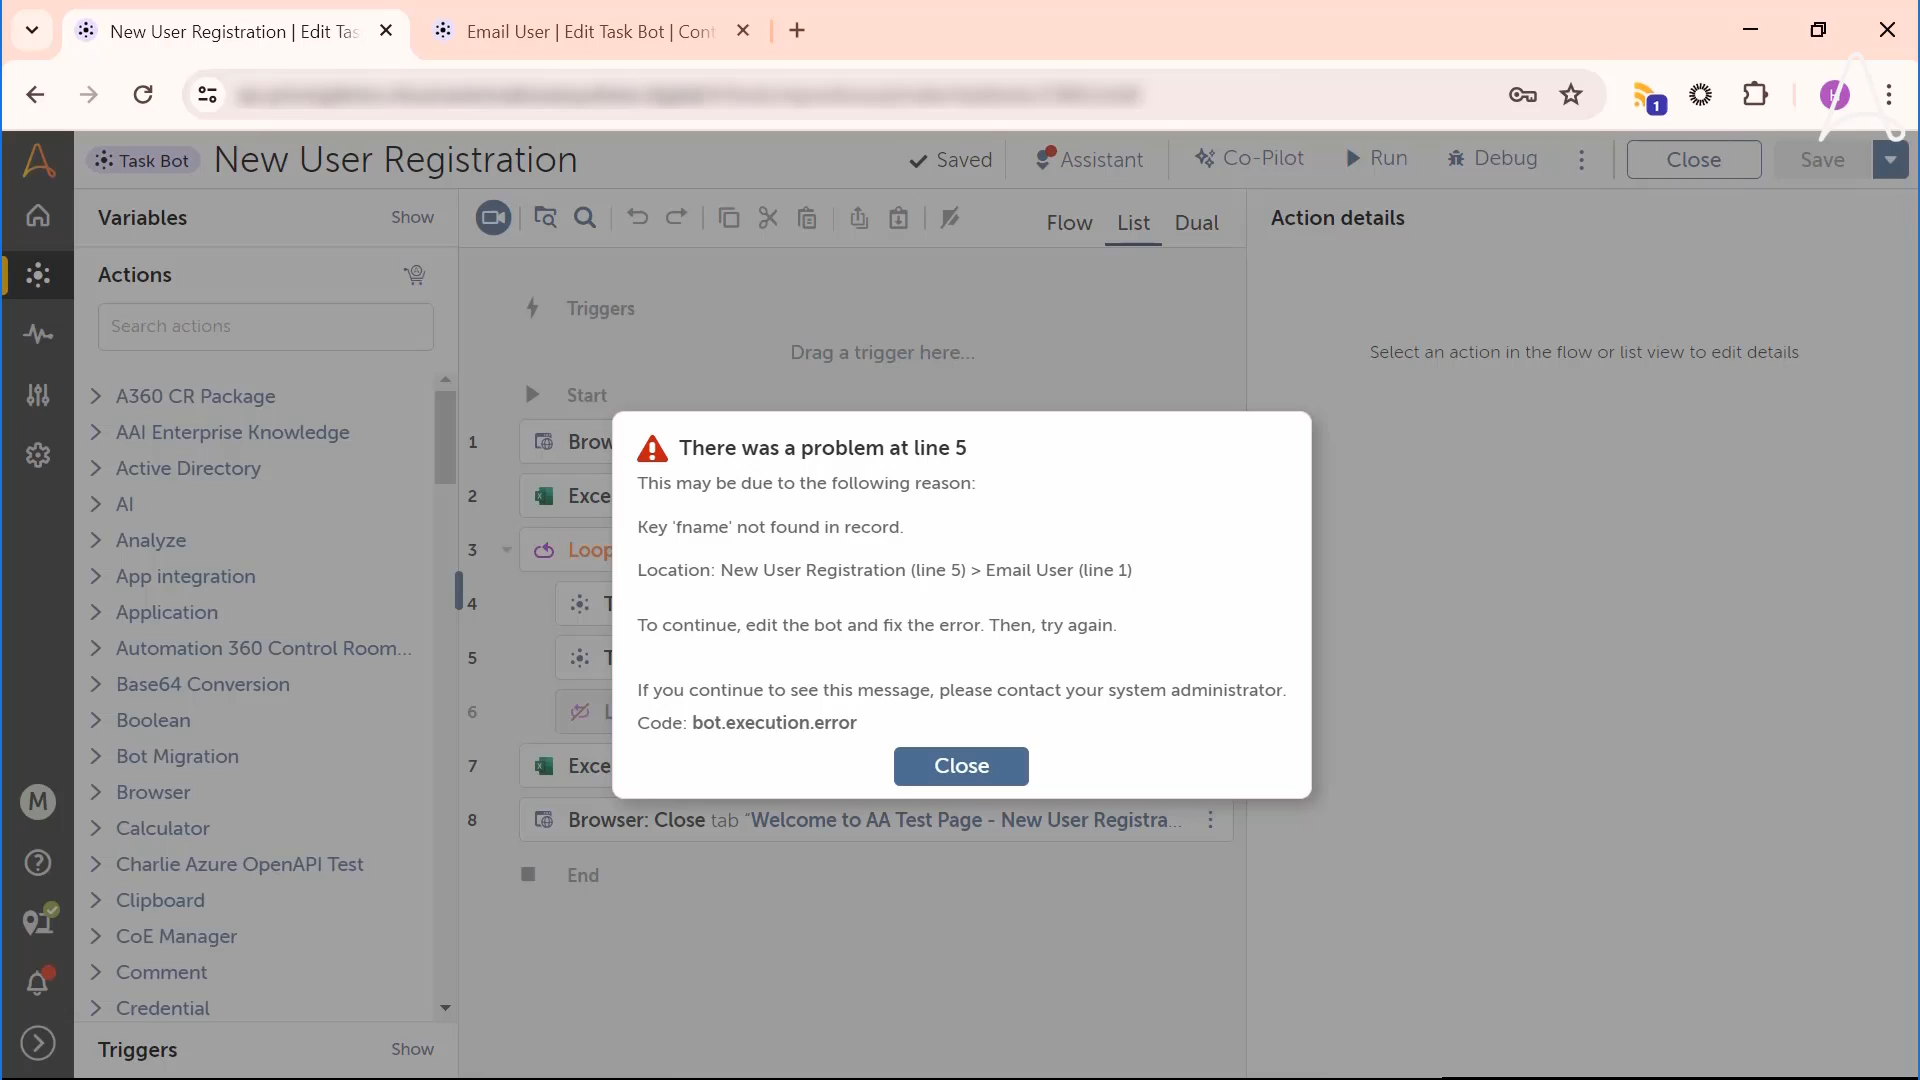 New User Registration | Edit Tas
Email User | Edit Task Bot | Cont
1
H
Task Bot
New User Registration
Saved
Assistant
Co-Pilot
Run
Debug
Close
Save
Variables
Show
Flow
List
Dual
Action details
Actions
Search actions
Triggers
Drag a trigger here...
Select an action in the flow or list view to edit details
A360 CR Package
AAI Enterprise Knowledge
Active Directory
AI
Analyze
App integration
Application
Automation 360 Control Room...
Base64 Conversion
Boolean
Bot Migration
Browser
Calculator
Charlie Azure OpenAPI Test
Clipboard
CoE Manager
Comment
Credential
Triggers
Show
M
Start
1 Brow
2 Exce
3 Loop
4 T
5 T
6 L
7 Exce
8 Browser: Close tab "Welcome to AA Test Page - New User Registra...
End
There was a problem at line 5
This may be due to the following reason:
Key 'fname' not found in record.
Location: New User Registration (line 5) > Email User (line 1)
To continue, edit the bot and fix the error. Then, try again.
If you continue to see this message, please contact your system administrator.
Code: bot.execution.error
Close